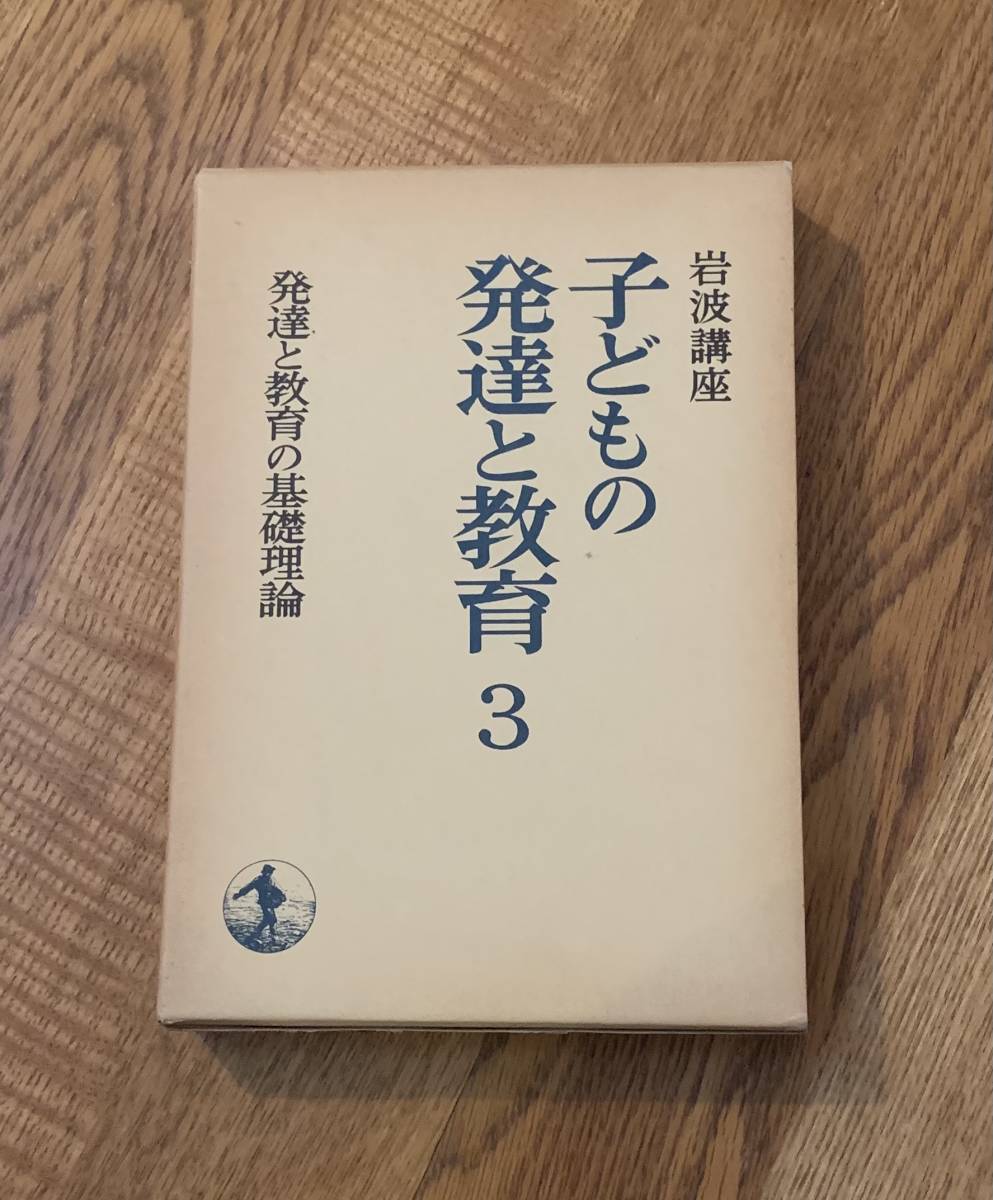 岩波講座
子どもの
発達と教育
3
発達と教育の基礎理論